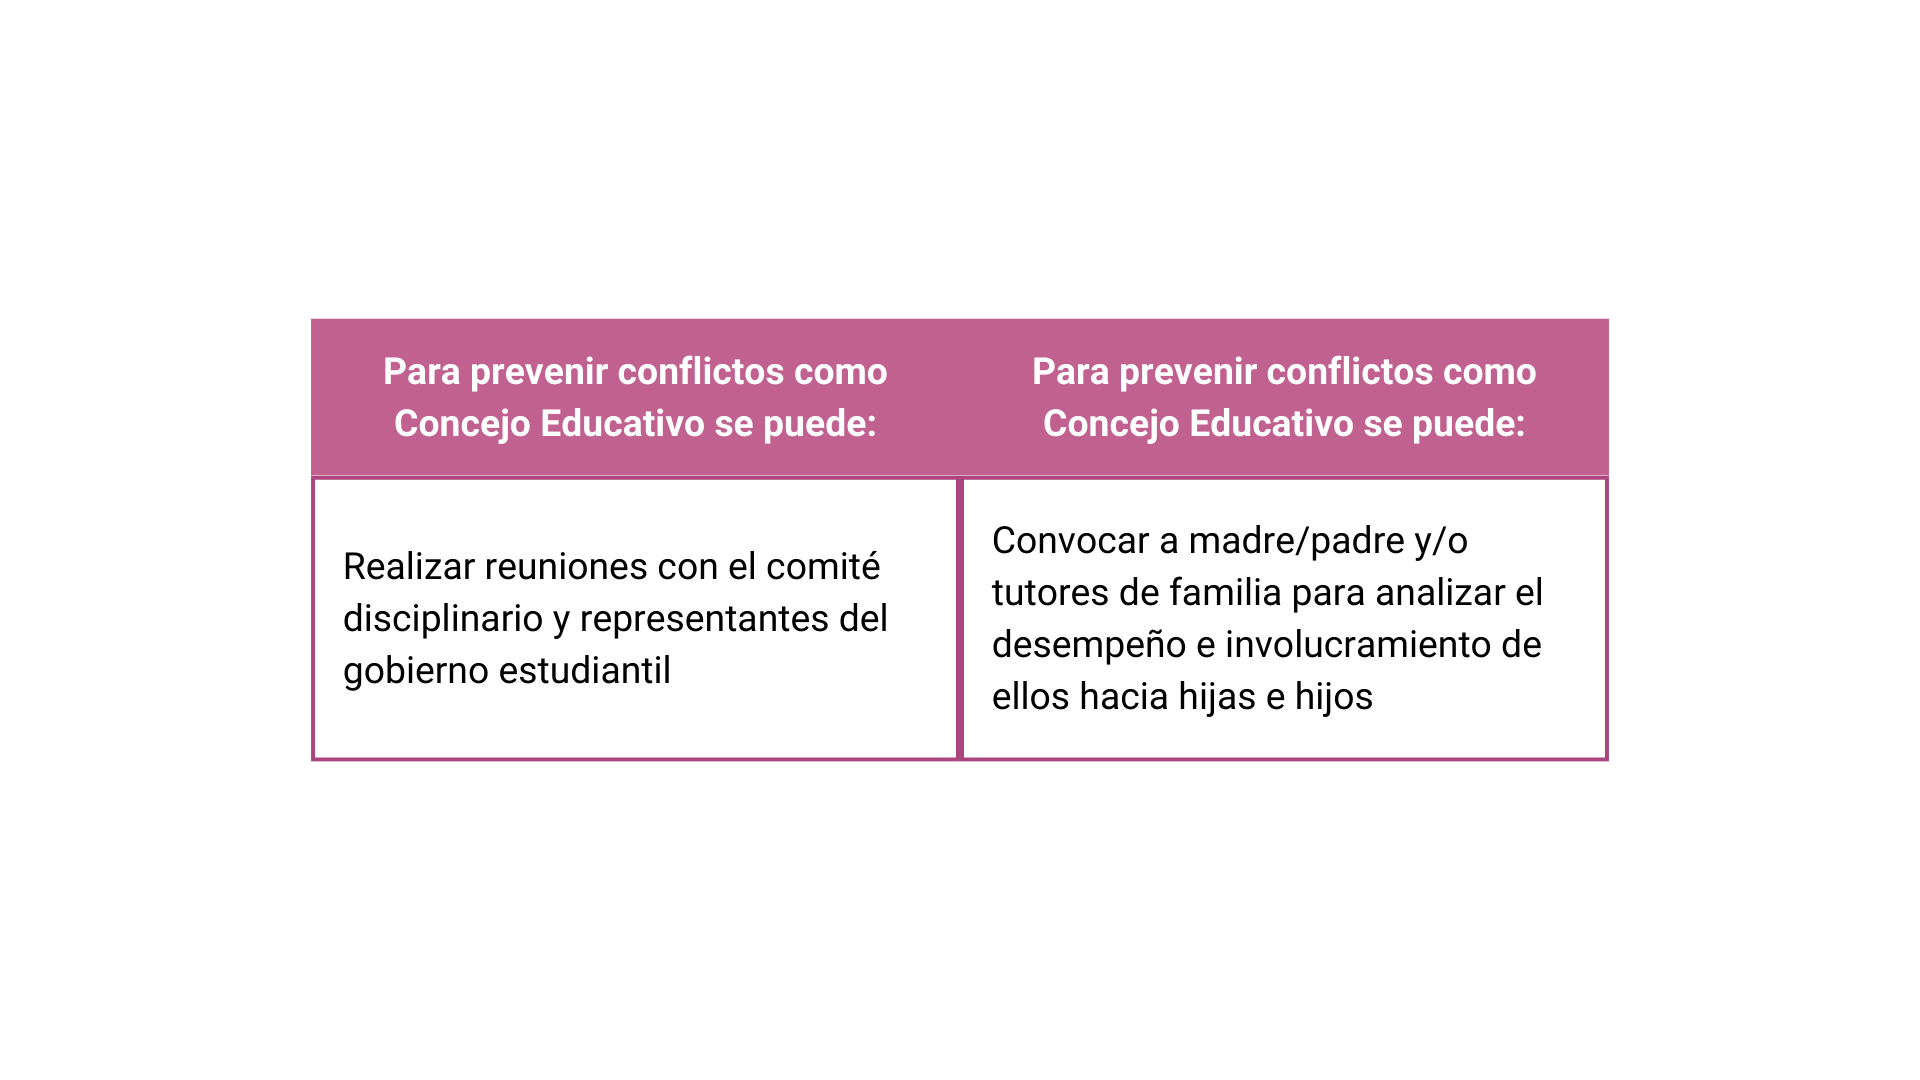 Para prevenir conflictos como
Concejo Educativo se puede:
Para prevenir conflictos como
Concejo Educativo se puede:
Realizar reuniones con el comité
disciplinario y representantes del
gobierno estudiantil
Convocar a madre/padre y/o
tutores de familia para analizar el
desempeño e involucramiento de
ellos hacia hijas e hijos